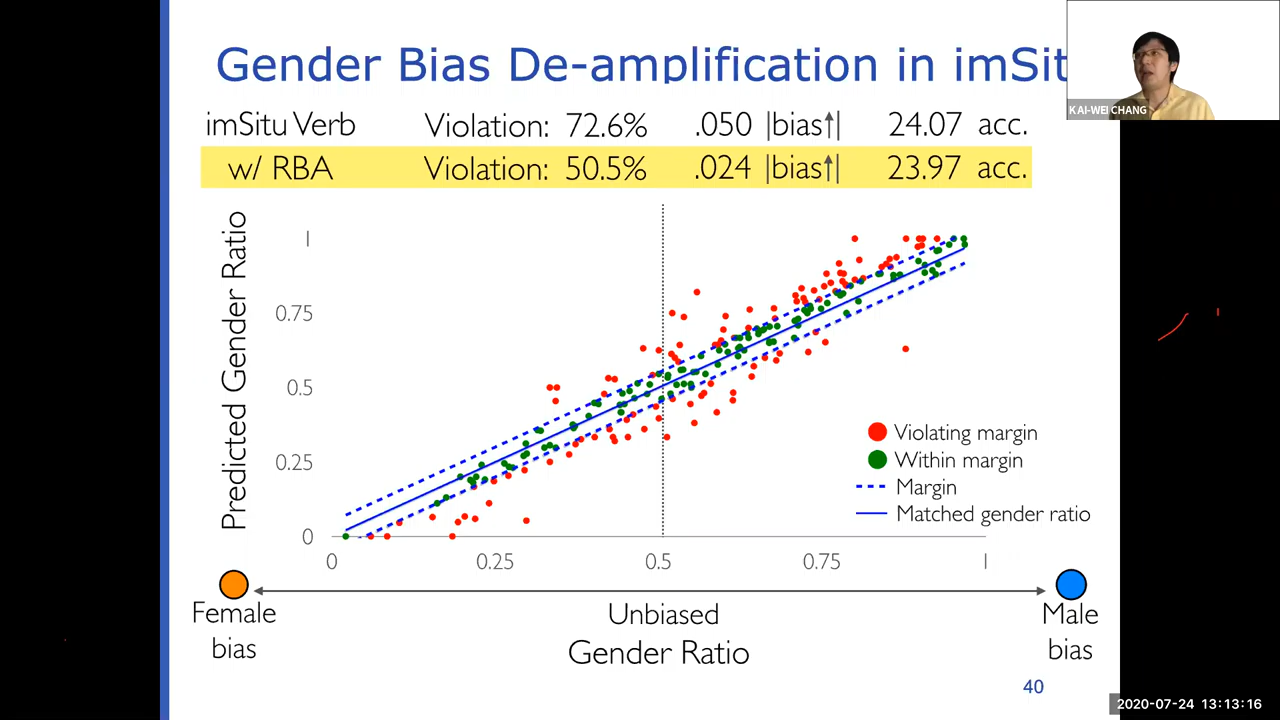 Gender Bias De-amplification in imSit
KAI-WEI CHANG
imSitu Verb Violation: 72.6% .050 |bias↑| 24.07 acc.
w/ RBA Violation: 50.5% .024 |bias↑| 23.97 acc.
Predicted Gender Ratio
1
0.75
0.5
0.25
0
Violating margin
Within margin
Margin
Matched gender ratio
0 0.25 0.5 0.75 1
Female bias
Unbiased
Male bias
Gender Ratio
40
2020-07-24 13:13:16